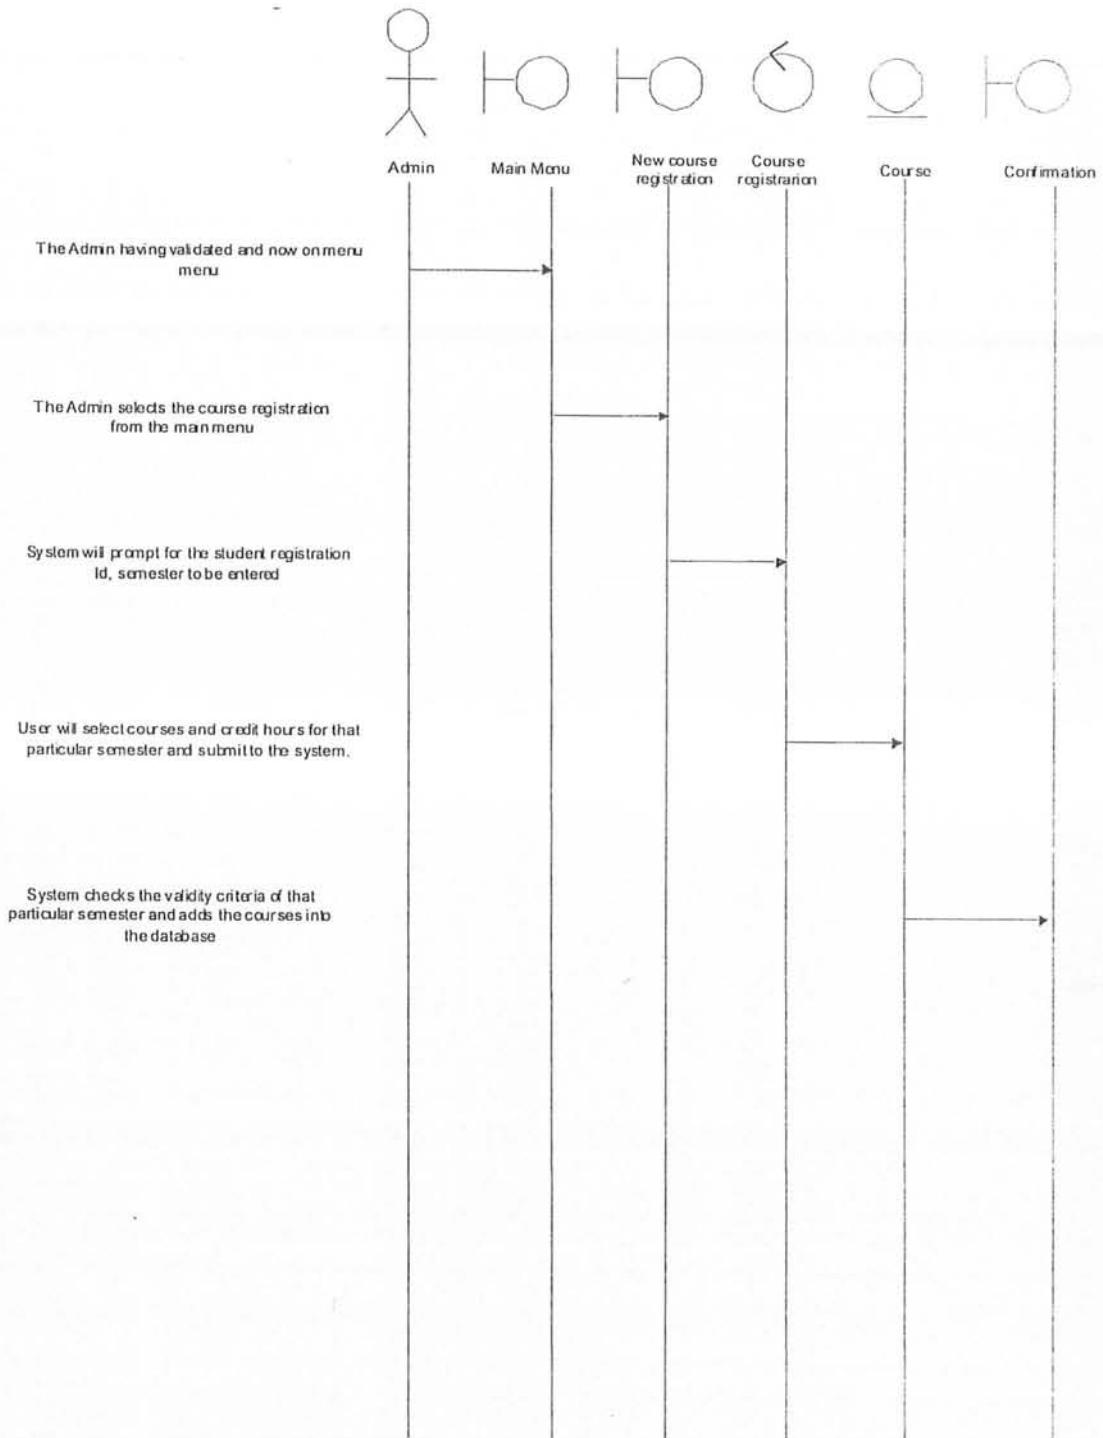 Admin
Main Menu
New course
registration
Course
registrarion
Course
Confirmation
The Admin having validated and now on menu
menu
The Admin selects the course registration
from the main menu
System will prompt for the student registration
Id, semester to be entered
User will select courses and credit hours for that
particular semester and submit to the system.
System checks the validity criteria of that
particular semester and adds the courses into
the database